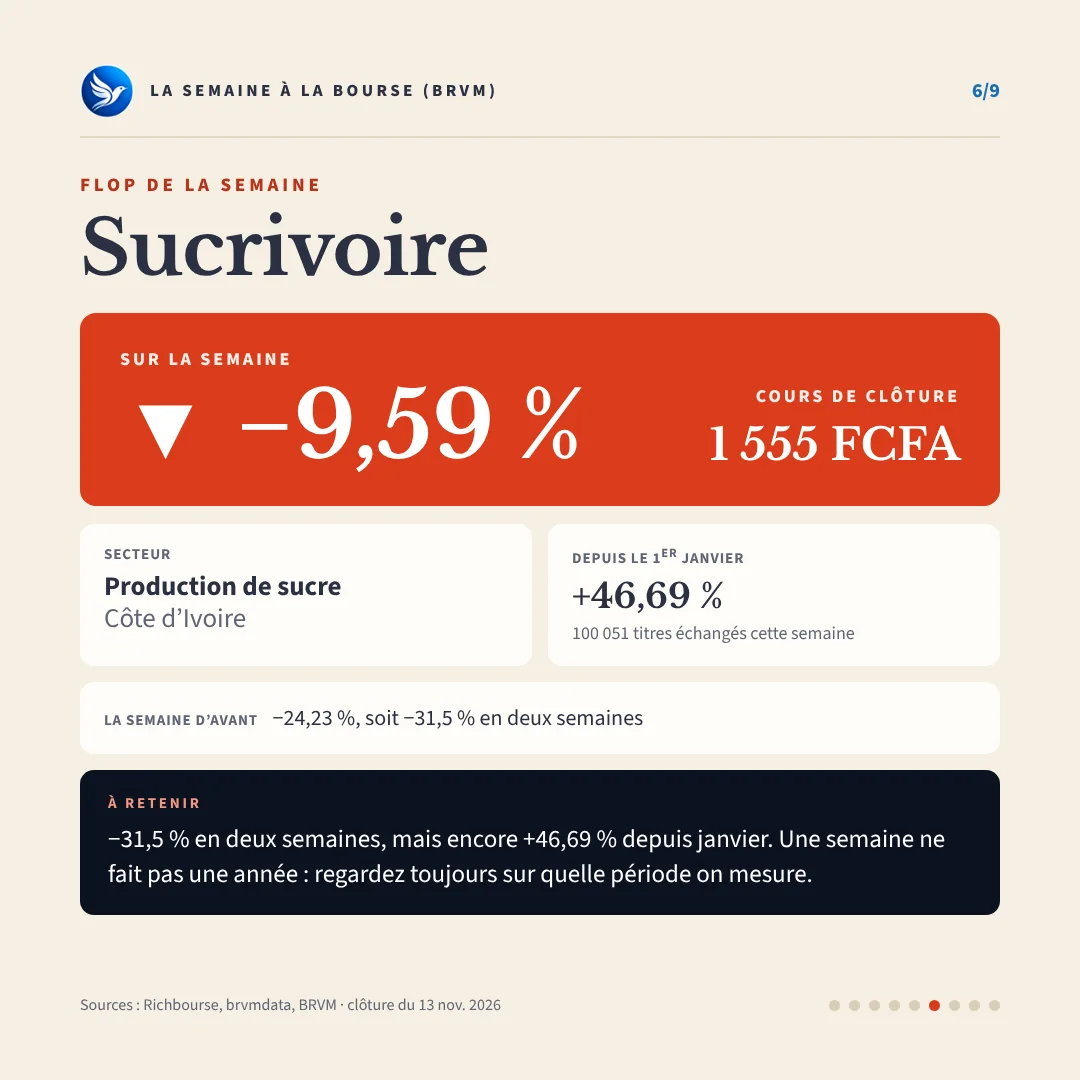 LA SEMAINE À LA BOURSE (BRVM)
6/9
FLOP DE LA SEMAINE
Sucrivoire
SUR LA SEMAINE
▼ −9,59 %
COURS DE CLÔTURE
1 555 FCFA
SECTEUR
Production de sucre
Côte d’Ivoire
DEPUIS LE 1ER JANVIER
+46,69 %
100 051 titres échangés cette semaine
LA SEMAINE D’AVANT −24,23 %, soit −31,5 % en deux semaines
À RETENIR
−31,5 % en deux semaines, mais encore +46,69 % depuis janvier. Une semaine ne
fait pas une année : regardez toujours sur quelle période on mesure.
Sources : Richbourse, brvmdata, BRVM · clôture du 13 nov. 2026